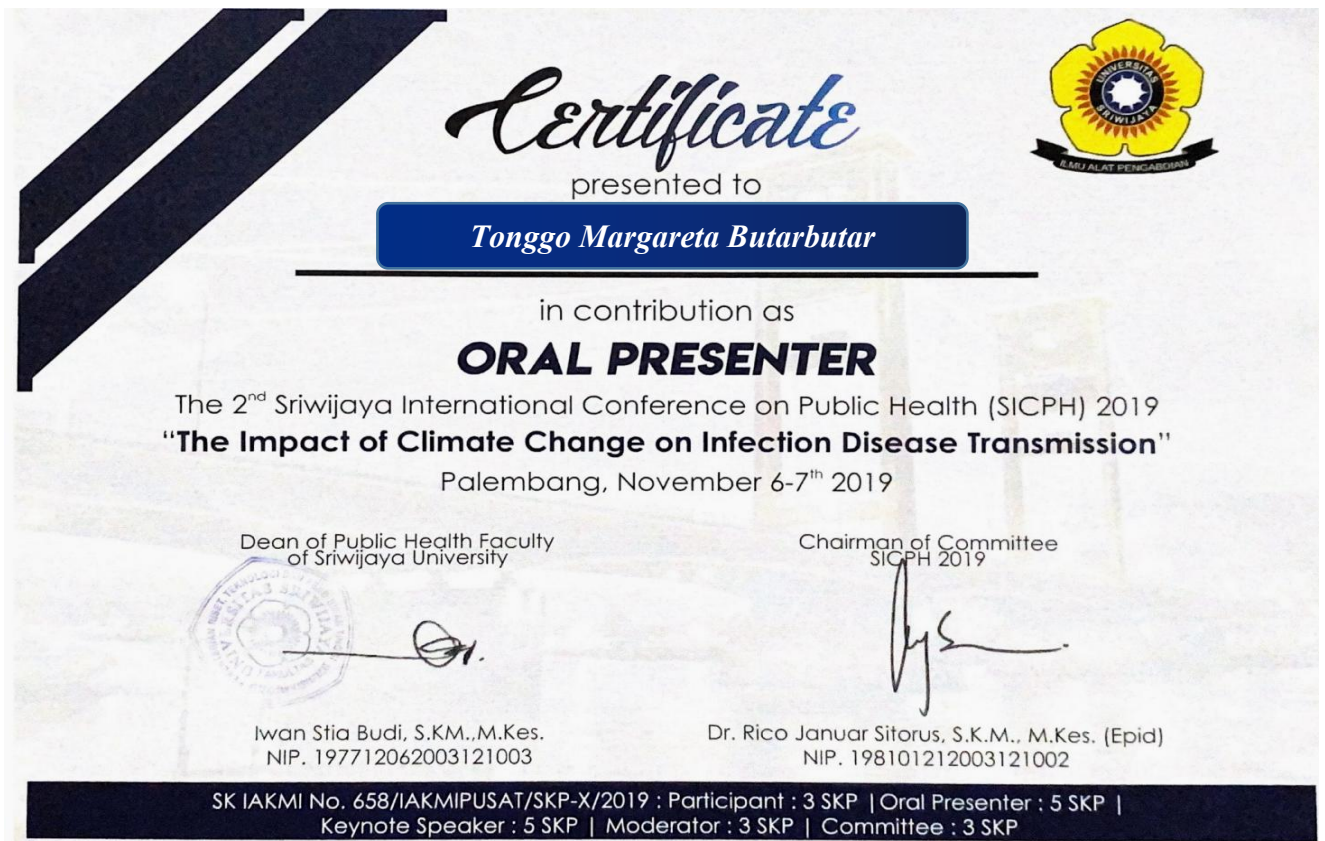 Certificate
UNIVERSITAS
SRIWIJAYA
ILMU ALAT PENGABDIAN
presented to
Tonggo Margareta Butarbutar
in contribution as
ORAL PRESENTER
The 2nd Sriwijaya International Conference on Public Health (SICPH) 2019
“The Impact of Climate Change on Infection Disease Transmission”
Palembang, November 6-7th 2019
Dean of Public Health Faculty
of Sriwijaya University
Chairman of Committee
SICPH 2019
UNIVERSITAS SRIWIJAYA
Iwan Stia Budi, S.KM.,M.Kes.
NIP. 197712062003121003
Dr. Rico Januar Sitorus, S.K.M., M.Kes. (Epid)
NIP. 198101212003121002
SK IAKMI No. 658/IAKMIPUSAT/SKP-X/2019 : Participant : 3 SKP | Oral Presenter : 5 SKP |
Keynote Speaker : 5 SKP | Moderator : 3 SKP | Committee : 3 SKP